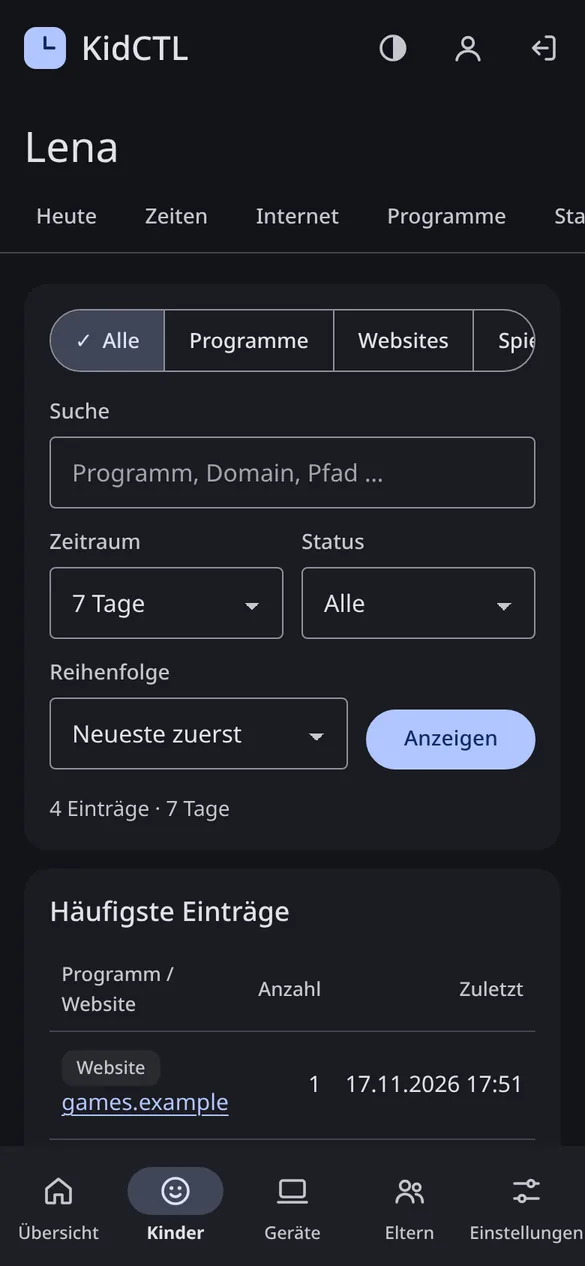 KidCTL
Lena
Heute Zeiten Internet Programme Sta
✓ Alle Programme Websites Spie
Suche
Programm, Domain, Pfad ...
Zeitraum Status
7 Tage Alle
Reihenfolge
Neueste zuerst Anzeigen
4 Einträge · 7 Tage
Häufigste Einträge
Programm /
Website Anzahl Zuletzt
Website
games.example 1 17.11.2026 17:51
Übersicht Kinder Geräte Eltern Einstellungen